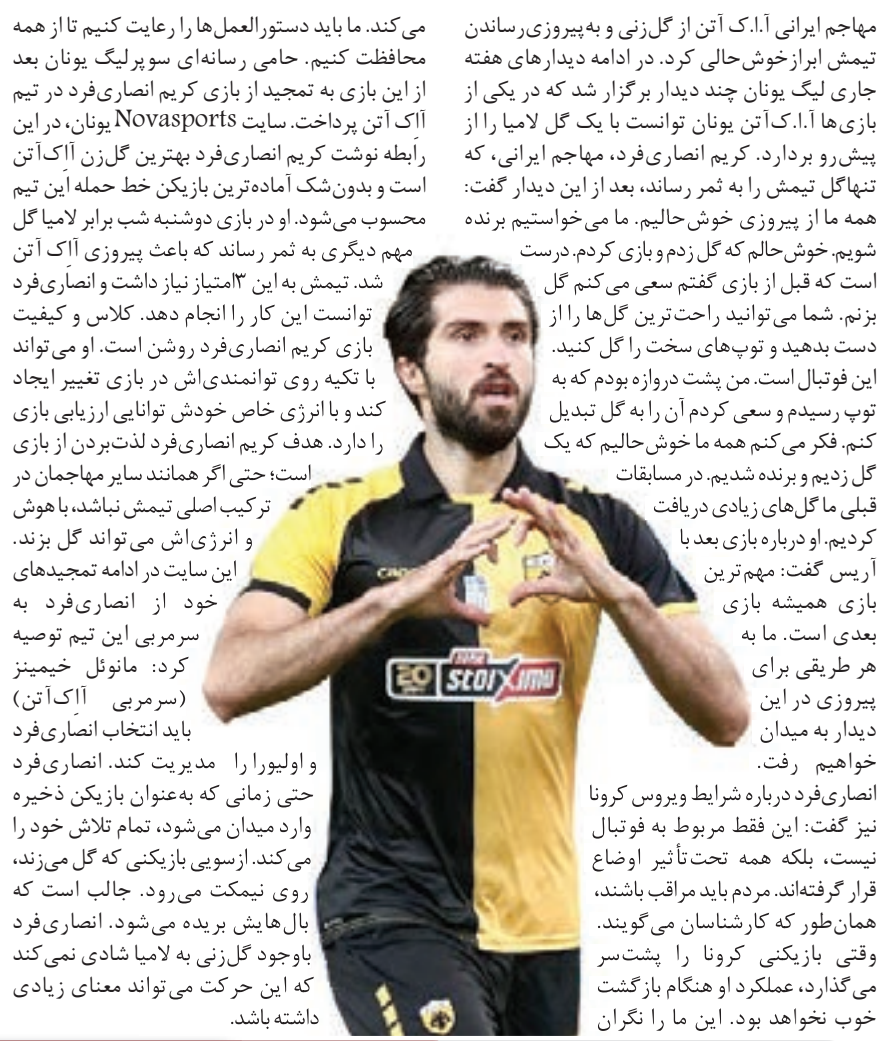 مهاجم ایرانی آ.ا.ک آتن از گل‌زنی و به‌پیروزی‌رساندن
تیمش ابراز خوش‌حالی کرد. در ادامه دیدارهای هفته
جاری لیگ یونان چند دیدار برگزار شد که در یکی از
بازی‌ها آ.ا.ک آتن یونان توانست با یک گل لامیا را از
پیش‌رو بردارد. کریم انصاری‌فرد، مهاجم ایرانی، که
تنها گل تیمش را به ثمر رساند، بعد از این دیدار گفت:
همه ما از پیروزی خوش‌حالیم. ما می‌خواستیم برنده
شویم. خوش‌حالم که گل زدم و بازی کردم. درست
است که قبل از بازی گفتم سعی می‌کنم گل
بزنم. شما می‌توانید راحت‌ترین گل‌ها را از
دست بدهید و توپ‌های سخت را گل کنید.
این فوتبال است. من پشت دروازه بودم که به
توپ رسیدم و سعی کردم آن را به گل تبدیل
کنم. فکر می‌کنم همه ما خوش‌حالیم که یک
گل زدیم و برنده شدیم. در مسابقات
قبلی ما گل‌های زیادی دریافت
کردیم. او درباره بازی بعد با
آریس گفت: مهم‌ترین
بازی همیشه بازی
بعدی است. ما به
هر طریقی برای
پیروزی در این
دیدار به میدان
خواهیم رفت.
انصاری‌فرد درباره شرایط ویروس کرونا
نیز گفت: این فقط مربوط به فوتبال
نیست، بلکه همه تحت‌تأثیر اوضاع
قرار گرفته‌اند. مردم باید مراقب باشند،
همان‌طور که کارشناسان می‌گویند.
وقتی بازیکنی کرونا را پشت‌سر
می‌گذارد، عملکرد او هنگام بازگشت
خوب نخواهد بود. این ما را نگران
می‌کند. ما باید دستورالعمل‌ها را رعایت کنیم تا از همه
محافظت کنیم. حامی رسانه‌ای سوپرلیگ یونان بعد
از این بازی به تمجید از بازی کریم انصاری‌فرد در تیم
آاِک آتن پرداخت. سایت Novasports یونان، در این
رابطه نوشت کریم انصاری‌فرد بهترین گل‌زن آاِک آتن
است و بدون‌شک آماده‌ترین بازیکن خط حمله این تیم
محسوب می‌شود. او در بازی دوشنبه شب برابر لامیا گل
مهم دیگری به ثمر رساند که باعث پیروزی آاِک آتن
شد. تیمش به این ۳امتیاز نیاز داشت و انصاری‌فرد
توانست این کار را انجام دهد. کلاس و کیفیت
بازی کریم انصاری‌فرد روشن است. او می‌تواند
با تکیه روی توانمندی‌اش در بازی تغییر ایجاد
کند و با انرژی خاص خودش توانایی ارزیابی بازی
را دارد. هدف کریم انصاری‌فرد لذت‌بردن از بازی
است؛ حتی اگر همانند سایر مهاجمان در
ترکیب اصلی تیمش نباشد، با هوش
و انرژی‌اش می‌تواند گل بزند.
این سایت در ادامه تمجیدهای
خود از انصاری‌فرد به
سرمربی این تیم توصیه
کرد: مانوئل خیمینز
(سرمربی آاِک‌آتن)
باید انتخاب انصاری‌فرد
و اولیورا را مدیریت کند. انصاری‌فرد
حتی زمانی که به‌عنوان بازیکن ذخیره
وارد میدان می‌شود، تمام تلاش خود را
می‌کند. ازسویی بازیکنی که گل می‌زند،
روی نیمکت می‌رود. جالب است که
بال‌هایش بریده می‌شود. انصاری‌فرد
باوجود گل‌زنی به لامیا شادی نمی‌کند
که این حرکت می‌تواند معنای زیادی
داشته باشد.
20
stoiximan